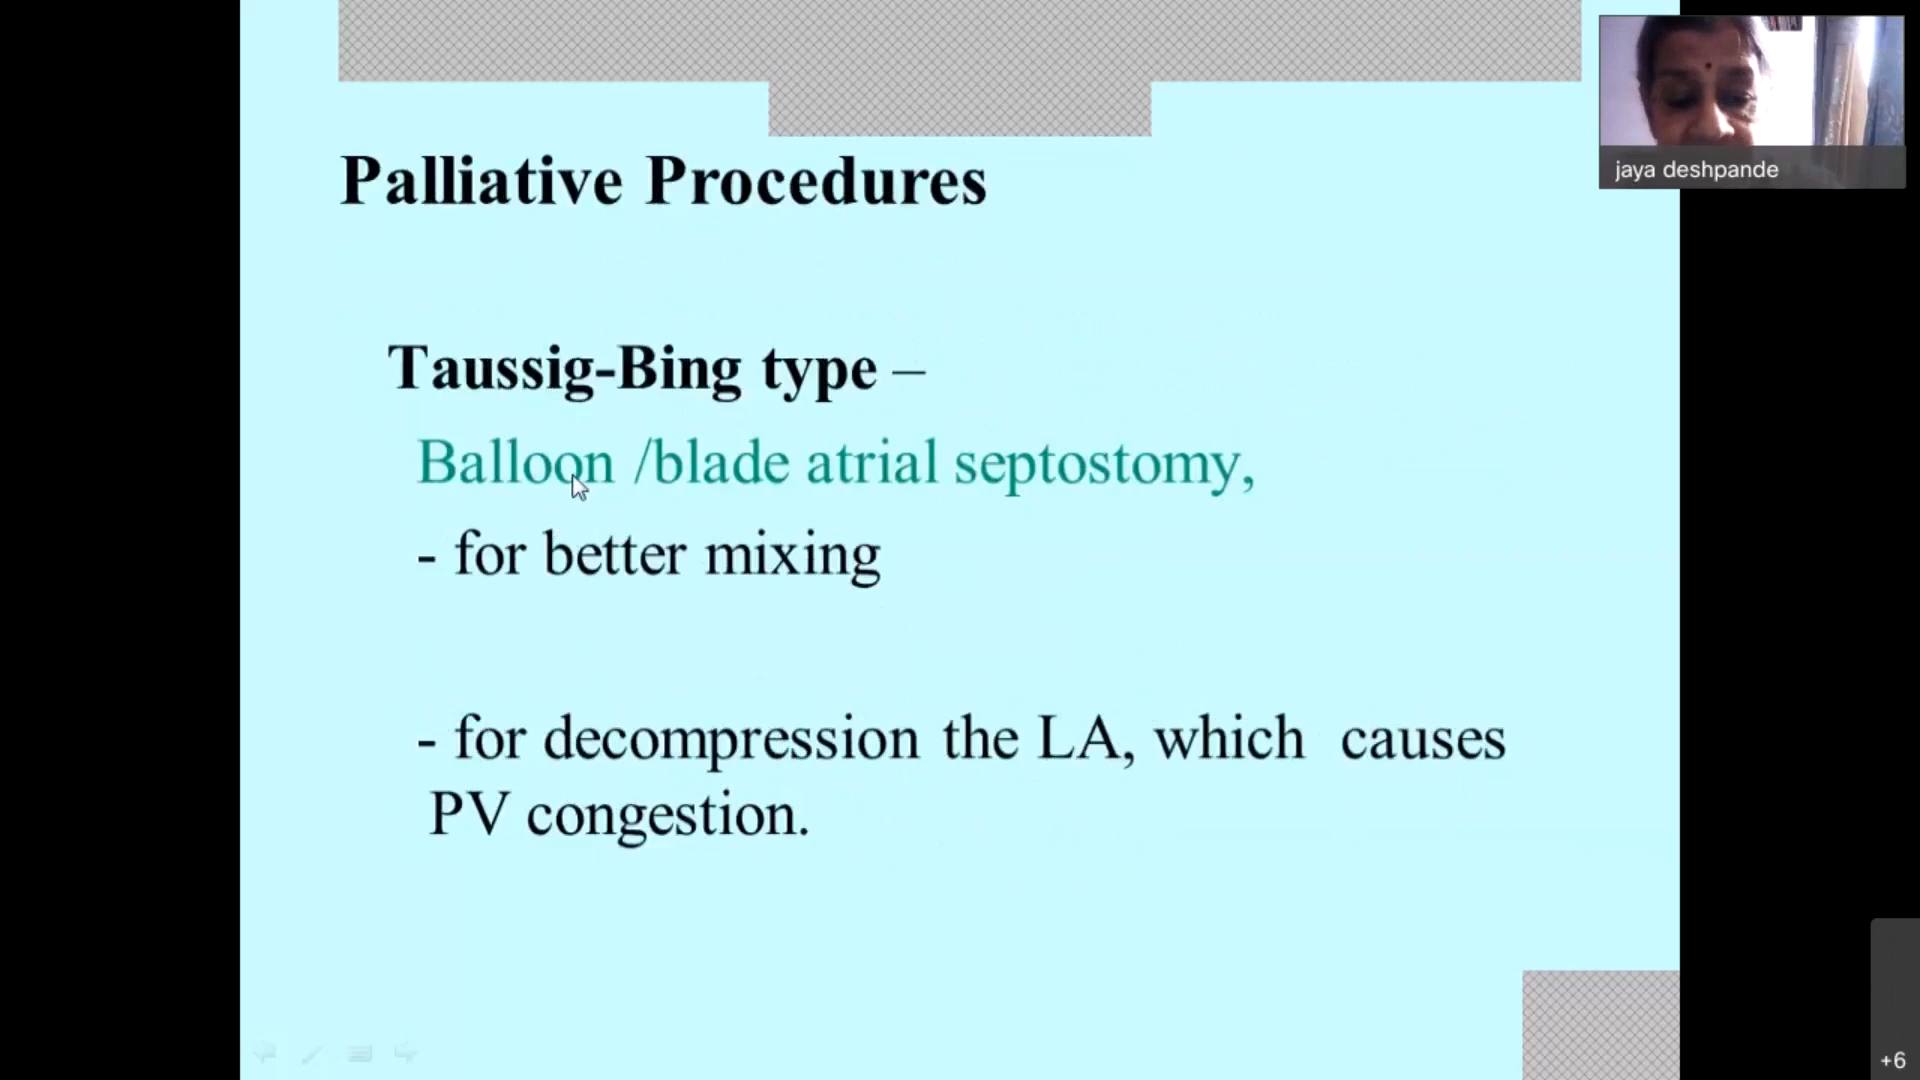 Palliative Procedures
jaya deshpande
Taussig-Bing type –
Balloon /blade atrial septostomy,
- for better mixing
- for decompression the LA, which causes
PV congestion.
+6